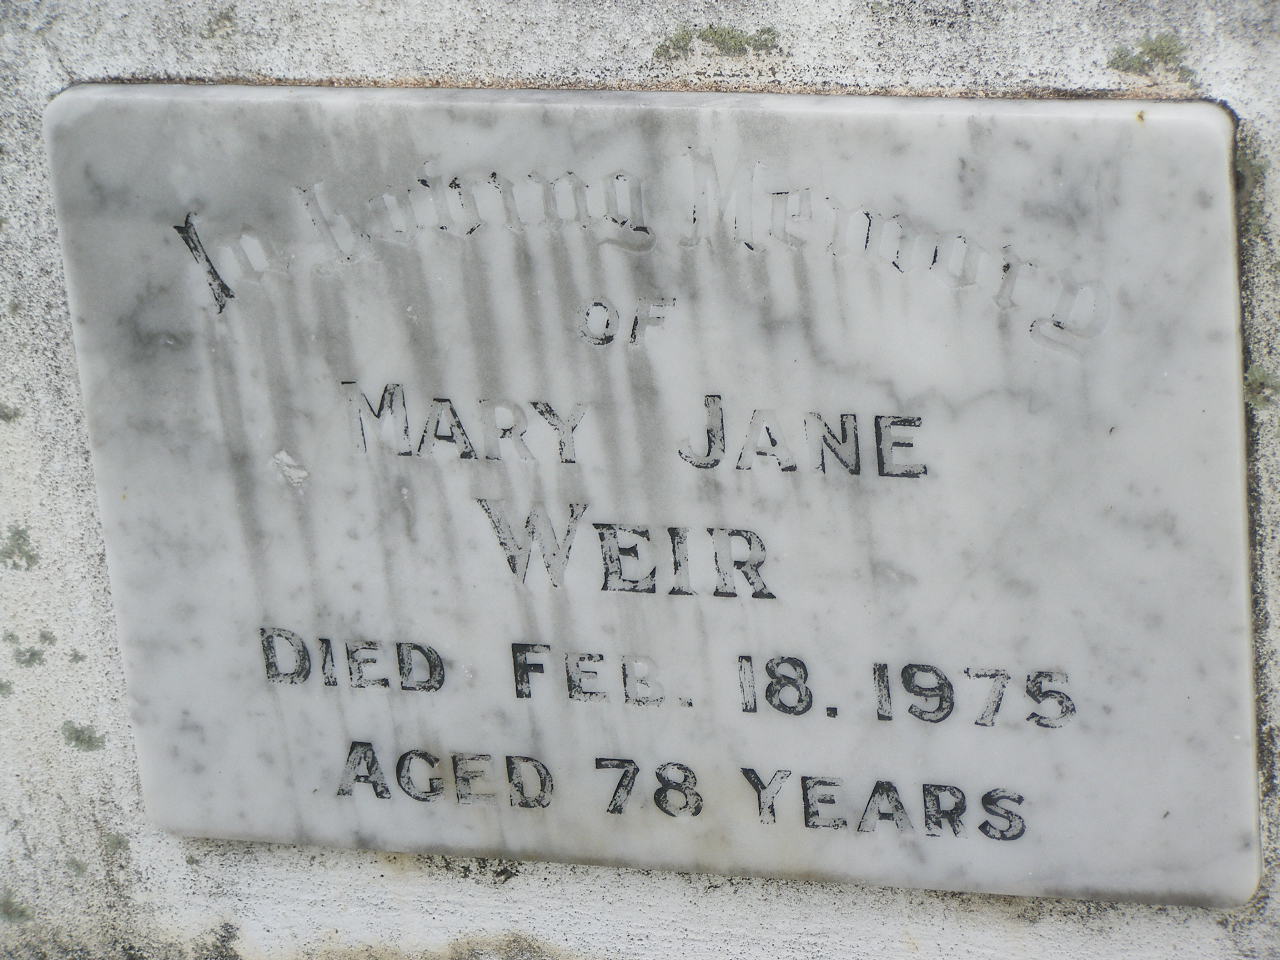 In Loving Memory
OF
MARY JANE
WEIR
DIED FEB. 18. 1975
AGED 78 YEARS